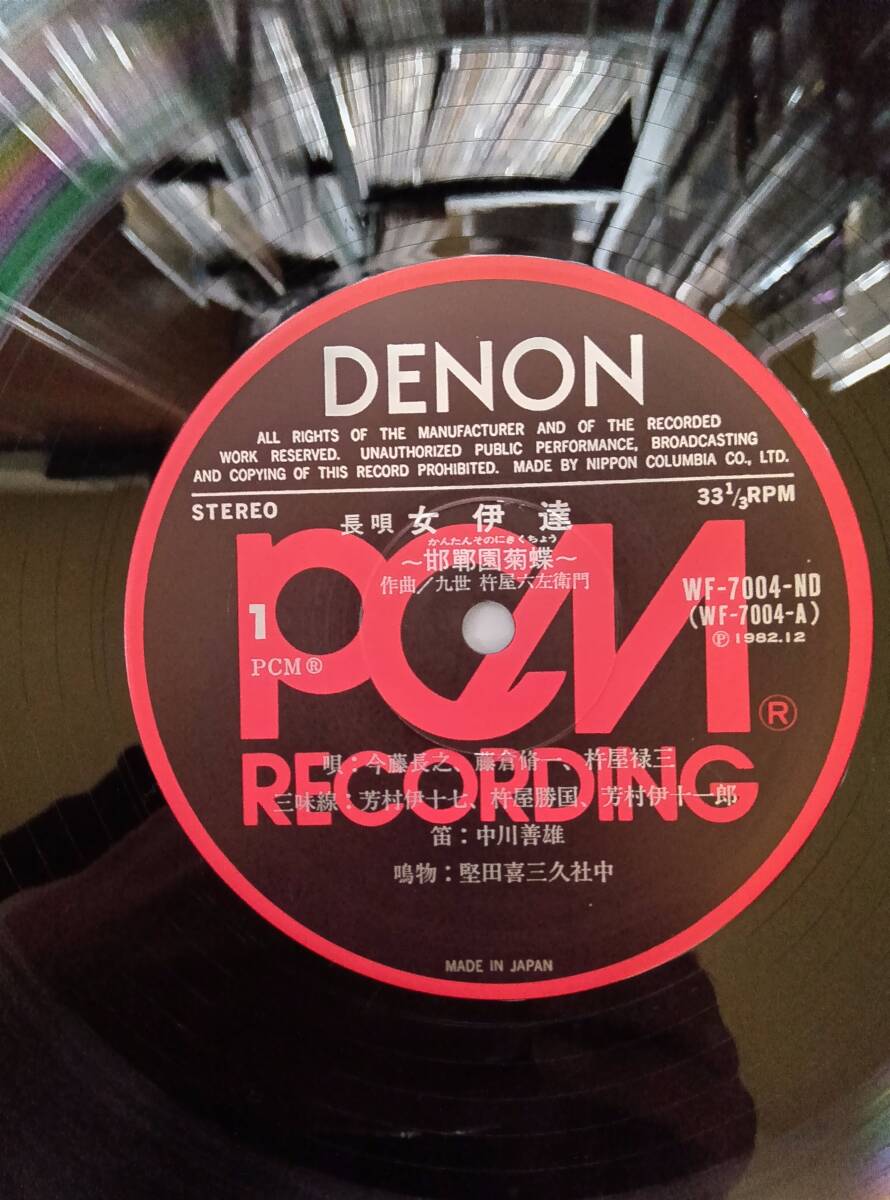 DENON
ALL RIGHTS OF THE MANUFACTURER AND OF THE RECORDED
WORK RESERVED. UNAUTHORIZED PUBLIC PERFORMANCE, BROADCASTING
AND COPYING OF THIS RECORD PROHIBITED. MADE BY NIPPON COLUMBIA CO., LTD.
STEREO
33 1/3 RPM
長唄 女伊達
かんたんそのにきくちょう
～邯鄲園菊蝶～
作曲／九世 杵屋六左衛門
WF-7004-ND
(WF-7004-A)
Ⓟ1982.12
1
PCM®
PCM®
RECORDING
唄：今藤長之、藤倉脩一、杵屋禄三
三味線：芳村伊十七、杵屋勝国、芳村伊十一郎
笛：中川善雄
鳴物：堅田喜三久社中
MADE IN JAPAN